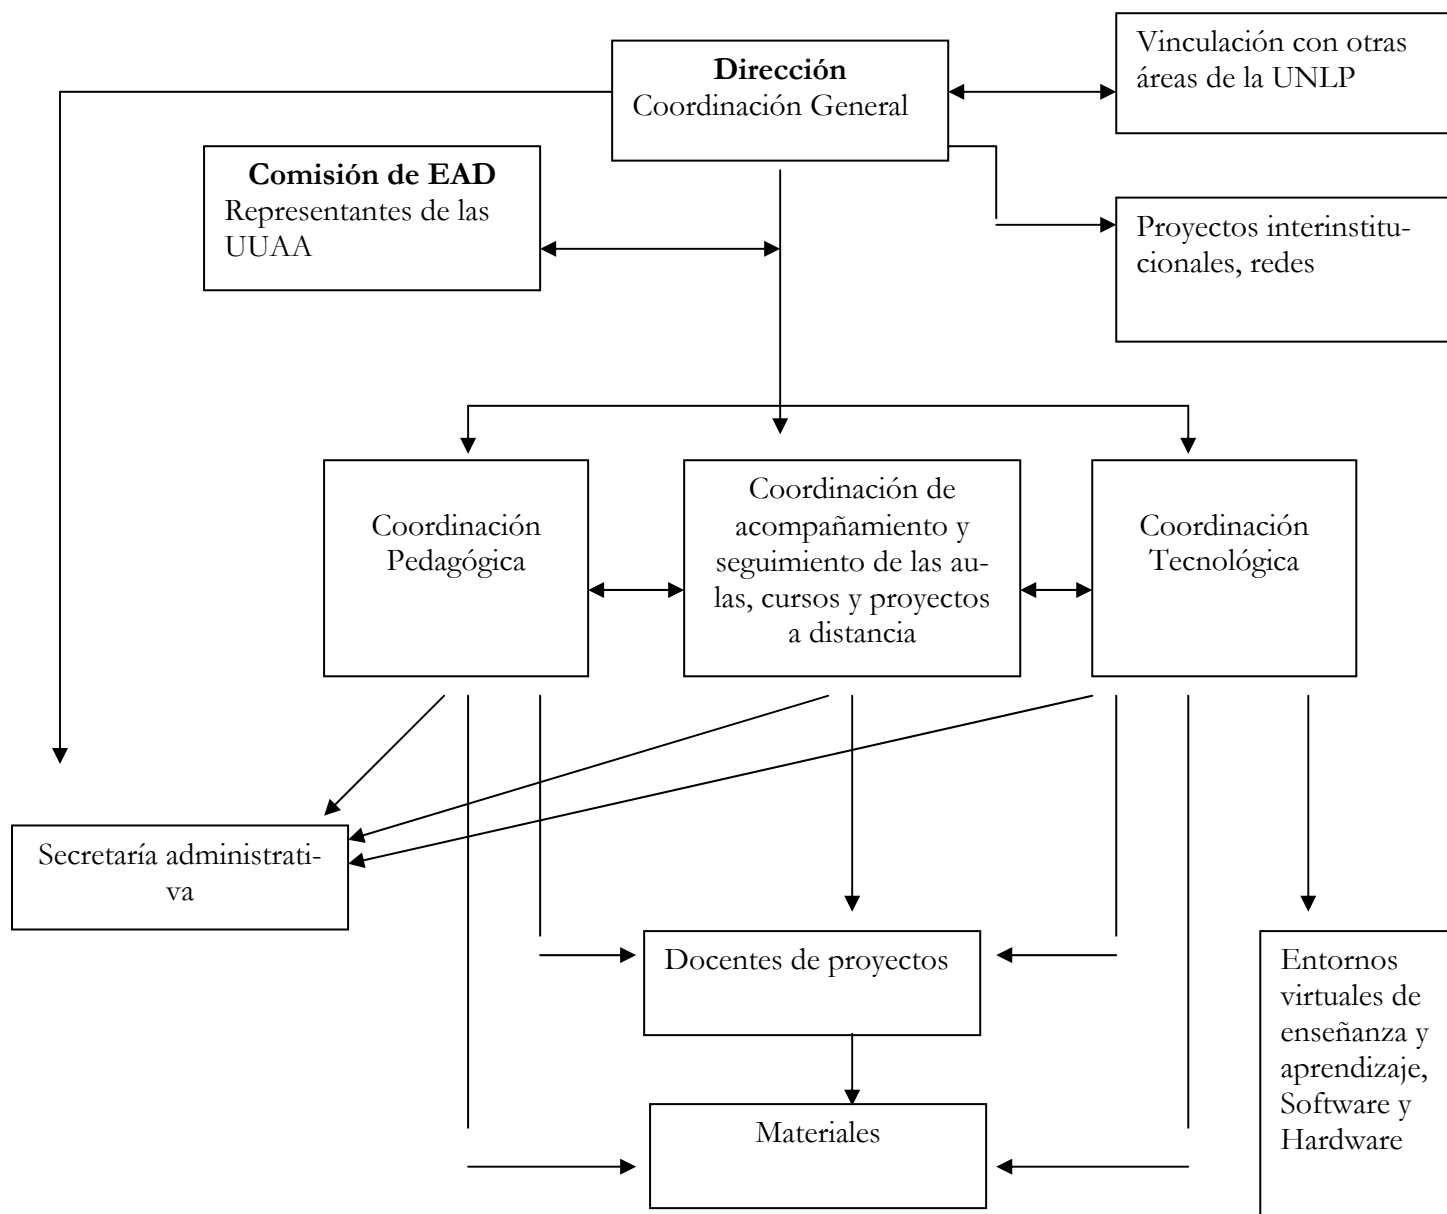 Dirección
Coordinación General
Vinculación con otras
áreas de la UNLP
Comisión de EAD
Representantes de las
UUAA
Proyectos interinstitu-
cionales, redes
Coordinación
Pedagógica
Coordinación de
acompañamiento y
seguimiento de las au-
las, cursos y proyectos
a distancia
Coordinación
Tecnológica
Secretaría administrati-
va
Docentes de proyectos
Entornos
virtuales de
enseñanza y
aprendizaje,
Software y
Hardware
Materiales